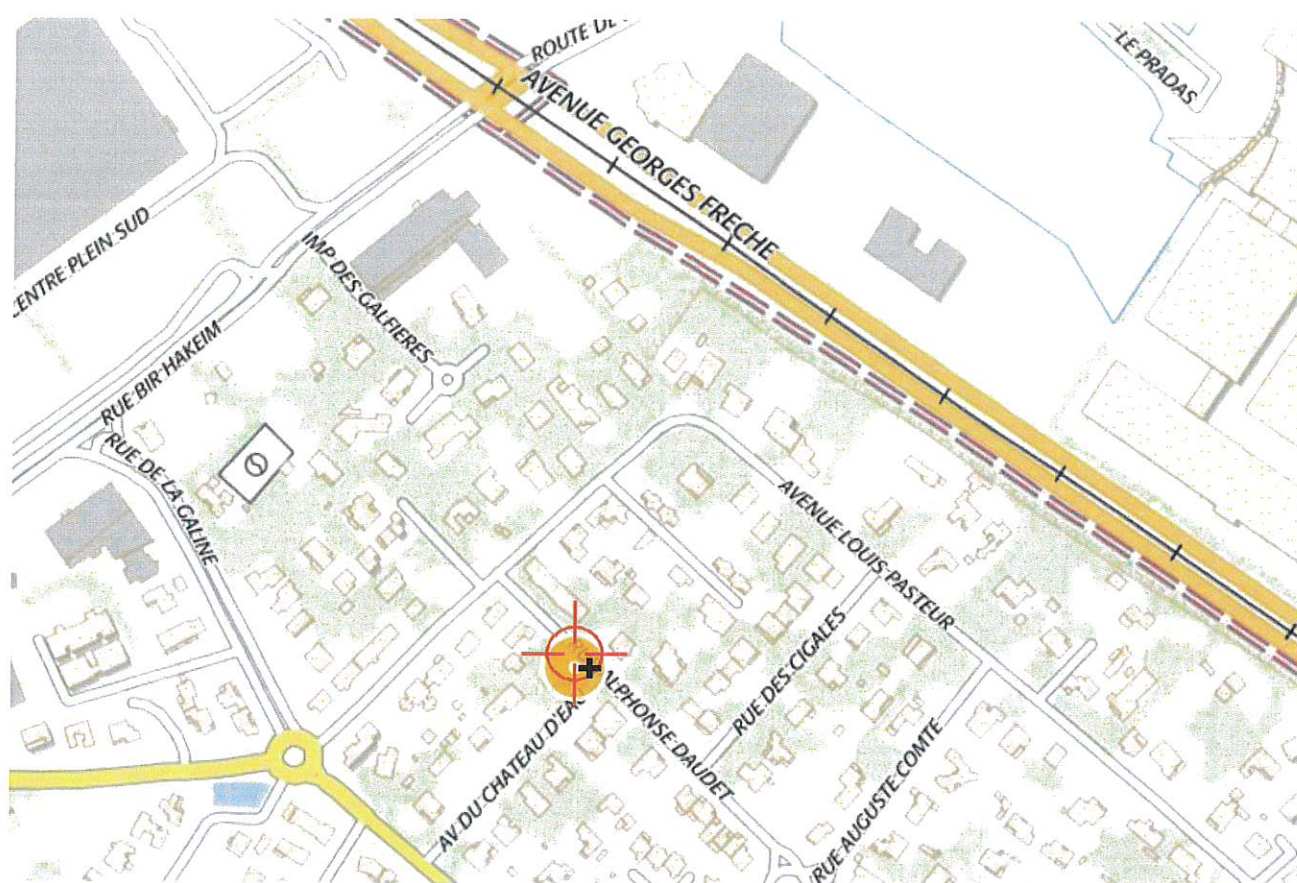 ROUTE DE
LE PRADAS
AVENUE GEORGES FRECHE
CENTRE PLEIN SUD
IMP DES GALFIERES
RUE BIR HAKEIM
RUE DE LA GALINE
AVENUE LOUIS PASTEUR
RUE DES CIGALES
ALPHONSE DAUDET
AV DU CHATEAU D'EAU
RUE AUGUSTE COMTE